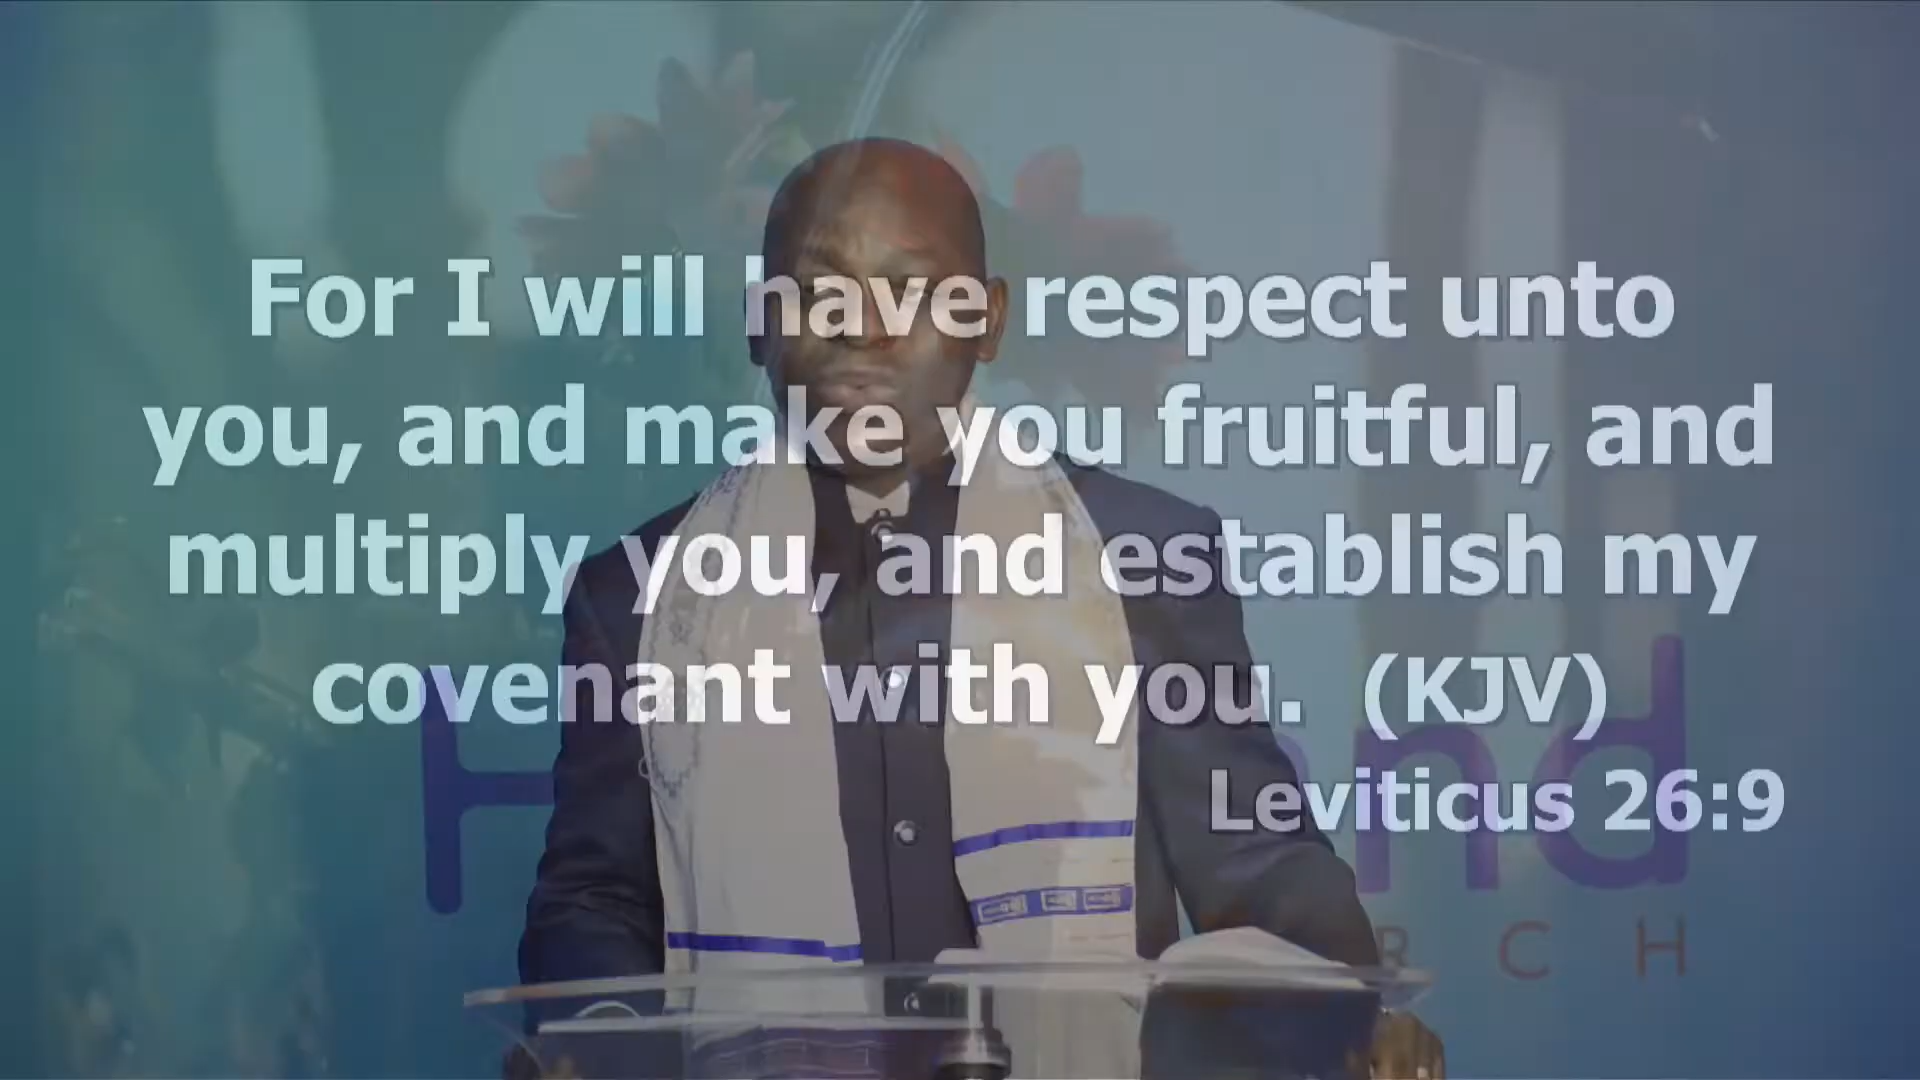 For I will have respect unto
you, and make you fruitful, and
multiply you, and establish my
covenant with you. (KJV)
Leviticus 26:9